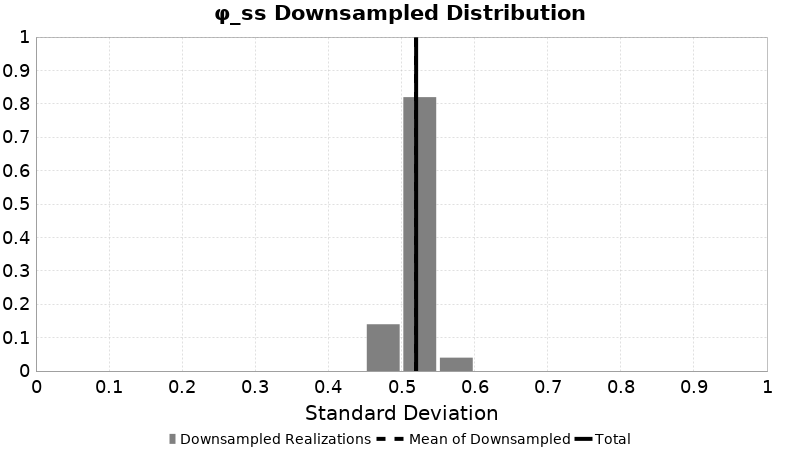 φ_ss Downsampled Distribution
1
0.9
0.8
0.7
0.6
0.5
0.4
0.3
0.2
0.1
0
0 0.1 0.2 0.3 0.4 0.5 0.6 0.7 0.8 0.9 1
Standard Deviation
Downsampled Realizations Mean of Downsampled Total